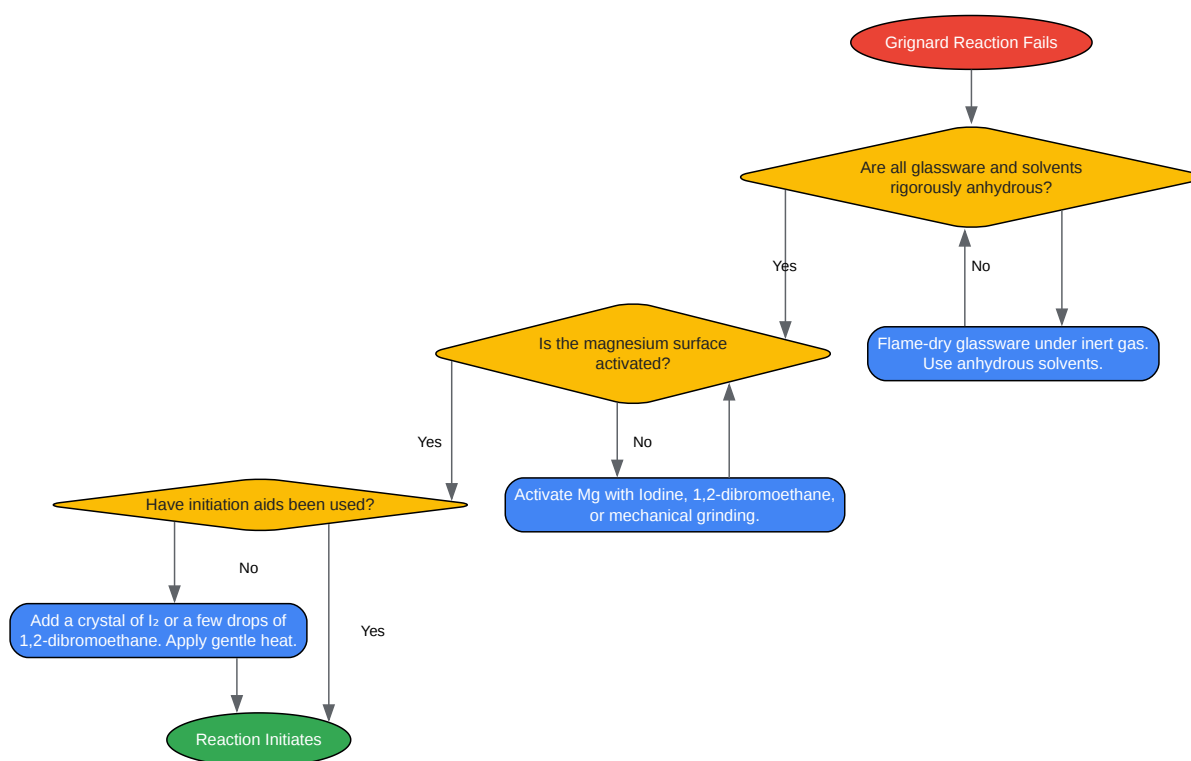 Grignard Reaction Fails
Are all glassware and solvents
rigorously anhydrous?
Yes
No
Flame-dry glassware under inert gas.
Use anhydrous solvents.
Is the magnesium surface
activated?
Yes
No
Activate Mg with Iodine, 1,2-dibromoethane,
or mechanical grinding.
Have initiation aids been used?
No
Add a crystal of I₂ or a few drops of
1,2-dibromoethane. Apply gentle heat.
Yes
Reaction Initiates